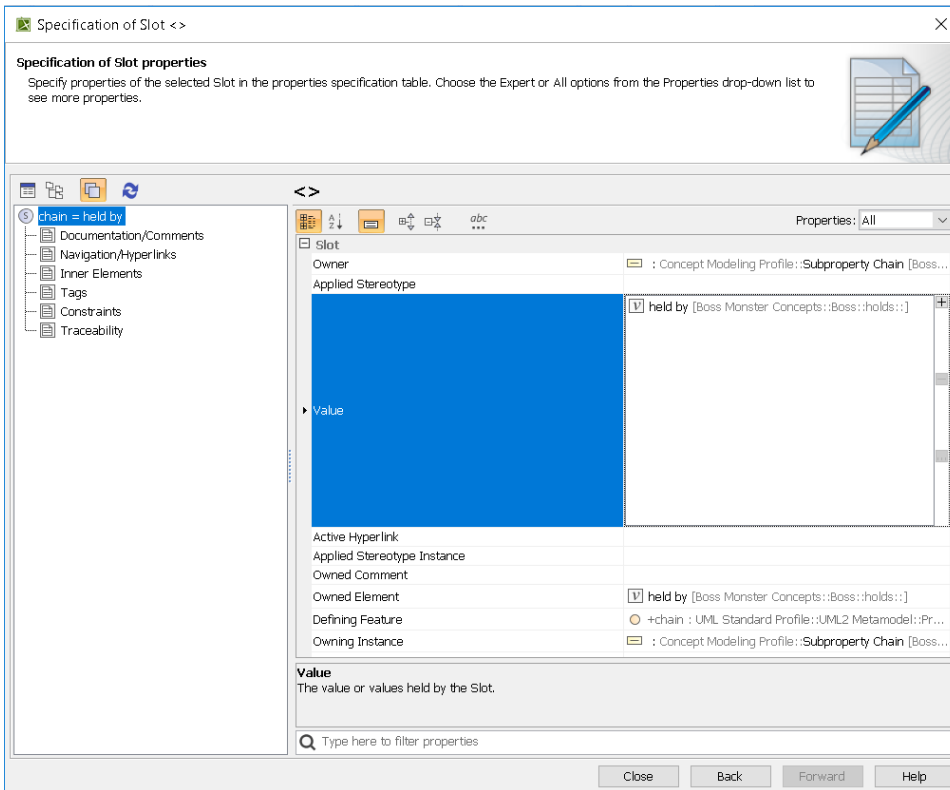 Specification of Slot <>
Specification of Slot properties
Specify properties of the selected Slot in the properties specification table. Choose the Expert or All options from the Properties drop-down list to
see more properties.
<>
chain = held by
Documentation/Comments
Navigation/Hyperlinks
Inner Elements
Tags
Constraints
Traceability
abc
Properties: All
Slot
Owner : Concept Modeling Profile::Subproperty Chain [Boss...
Applied Stereotype
Value V held by [Boss Monster Concepts::Boss::holds::]
Active Hyperlink
Applied Stereotype Instance
Owned Comment
Owned Element V held by [Boss Monster Concepts::Boss::holds::]
Defining Feature +chain : UML Standard Profile::UML2 Metamodel::Pr...
Owning Instance : Concept Modeling Profile::Subproperty Chain [Boss...
Value
The value or values held by the Slot.
Type here to filter properties
Close Back Forward Help